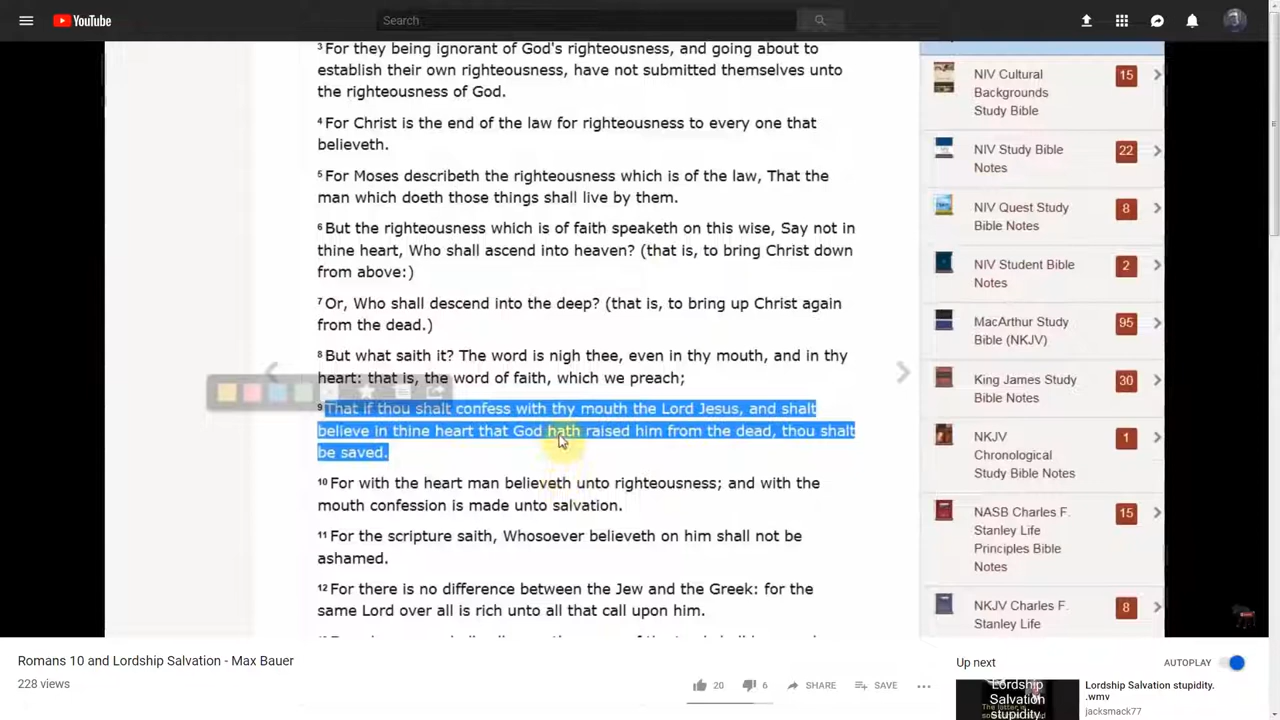 YouTube
Search
3 For they being ignorant of God's righteousness, and going about to
establish their own righteousness, have not submitted themselves unto
the righteousness of God.
4 For Christ is the end of the law for righteousness to every one that
believeth.
5 For Moses describeth the righteousness which is of the law, That the
man which doeth those things shall live by them.
6 But the righteousness which is of faith speaketh on this wise, Say not in
thine heart, Who shall ascend into heaven? (that is, to bring Christ down
from above:)
7 Or, Who shall descend into the deep? (that is, to bring up Christ again
from the dead.)
8 But what saith it? The word is nigh thee, even in thy mouth, and in thy
heart: that is, the word of faith, which we preach;
9 That if thou shalt confess with thy mouth the Lord Jesus, and shalt
believe in thine heart that God hath raised him from the dead, thou shalt
be saved.
10 For with the heart man believeth unto righteousness; and with the
mouth confession is made unto salvation.
11 For the scripture saith, Whosoever believeth on him shall not be
ashamed.
12 For there is no difference between the Jew and the Greek: for the
same Lord over all is rich unto all that call upon him.
NIV Cultural
Backgrounds
Study Bible
15
NIV Study Bible
Notes
22
NIV Quest Study
Bible Notes
8
NIV Student Bible
Notes
2
MacArthur Study
Bible (NKJV)
95
King James Study
Bible Notes
30
NKJV
Chronological
Study Bible Notes
1
NASB Charles F.
Stanley Life
Principles Bible
Notes
15
NKJV Charles F.
Stanley Life
8
Romans 10 and Lordship Salvation - Max Bauer
228 views
20
6
SHARE
SAVE
Up next
AUTOPLAY
Lordship
Salvation
stupidity.
Lordship Salvation stupidity.
.wmv
jacksmack77